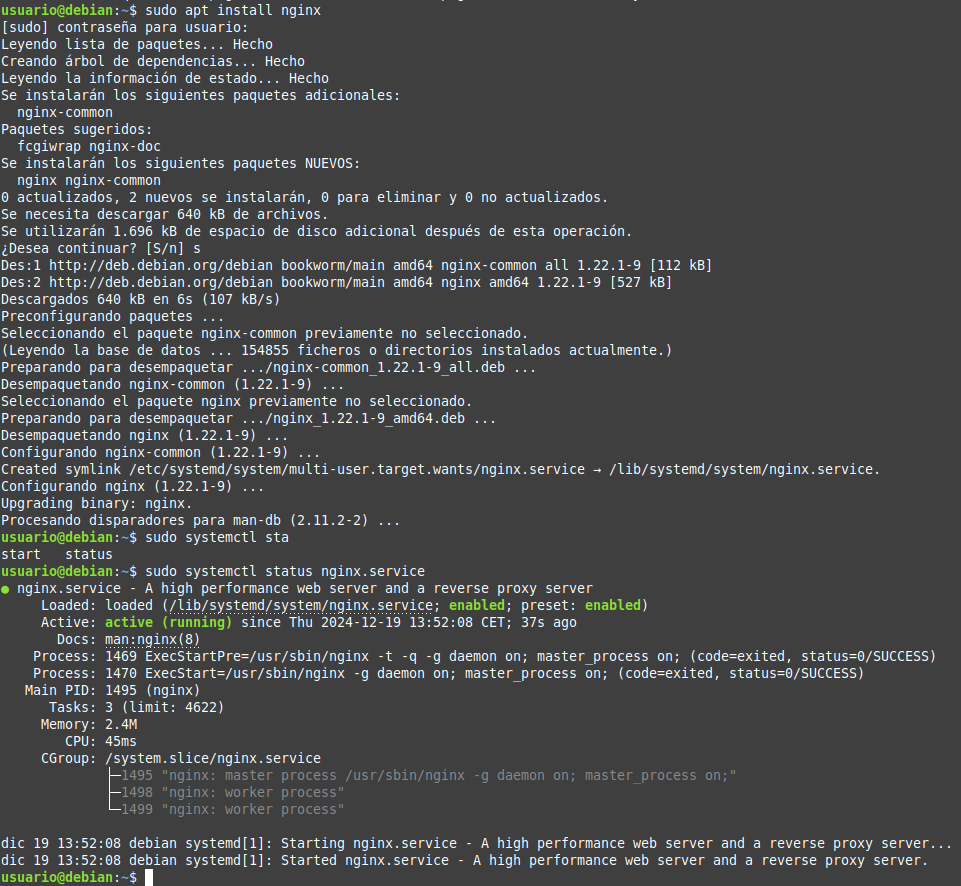 usuario@debian:~$ sudo apt install nginx
[sudo] contraseña para usuario:
Leyendo lista de paquetes... Hecho
Creando árbol de dependencias... Hecho
Leyendo la información de estado... Hecho
Se instalarán los siguientes paquetes adicionales:
  nginx-common
Paquetes sugeridos:
  fcgiwrap nginx-doc
Se instalarán los siguientes paquetes NUEVOS:
  nginx nginx-common
0 actualizados, 2 nuevos se instalarán, 0 para eliminar y 0 no actualizados.
Se necesita descargar 640 kB de archivos.
Se utilizarán 1.696 kB de espacio de disco adicional después de esta operación.
¿Desea continuar? [S/n] s
Des:1 http://deb.debian.org/debian bookworm/main amd64 nginx-common all 1.22.1-9 [112 kB]
Des:2 http://deb.debian.org/debian bookworm/main amd64 nginx amd64 1.22.1-9 [527 kB]
Descargados 640 kB en 6s (107 kB/s)
Preconfigurando paquetes ...
Seleccionando el paquete nginx-common previamente no seleccionado.
(Leyendo la base de datos ... 154855 ficheros o directorios instalados actualmente.)
Preparando para desempaquetar .../nginx-common_1.22.1-9_all.deb ...
Desempaquetando nginx-common (1.22.1-9) ...
Seleccionando el paquete nginx previamente no seleccionado.
Preparando para desempaquetar .../nginx_1.22.1-9_amd64.deb ...
Desempaquetando nginx (1.22.1-9) ...
Configurando nginx-common (1.22.1-9) ...
Created symlink /etc/systemd/system/multi-user.target.wants/nginx.service → /lib/systemd/system/nginx.service.
Configurando nginx (1.22.1-9) ...
Upgrading binary: nginx.
Procesando disparadores para man-db (2.11.2-2) ...
usuario@debian:~$ sudo systemctl sta
start   status
usuario@debian:~$ sudo systemctl status nginx.service
● nginx.service - A high performance web server and a reverse proxy server
     Loaded: loaded (/lib/systemd/system/nginx.service; enabled; preset: enabled)
     Active: active (running) since Thu 2024-12-19 13:52:08 CET; 37s ago
       Docs: man:nginx(8)
    Process: 1469 ExecStartPre=/usr/sbin/nginx -t -q -g daemon on; master_process on; (code=exited, status=0/SUCCESS)
    Process: 1470 ExecStart=/usr/sbin/nginx -g daemon on; master_process on; (code=exited, status=0/SUCCESS)
   Main PID: 1495 (nginx)
      Tasks: 3 (limit: 4622)
     Memory: 2.4M
        CPU: 45ms
     CGroup: /system.slice/nginx.service
             ├─1495 "nginx: master process /usr/sbin/nginx -g daemon on; master_process on;"
             ├─1498 "nginx: worker process"
             └─1499 "nginx: worker process"
dic 19 13:52:08 debian systemd[1]: Starting nginx.service - A high performance web server and a reverse proxy server...
dic 19 13:52:08 debian systemd[1]: Started nginx.service - A high performance web server and a reverse proxy server.
usuario@debian:~$